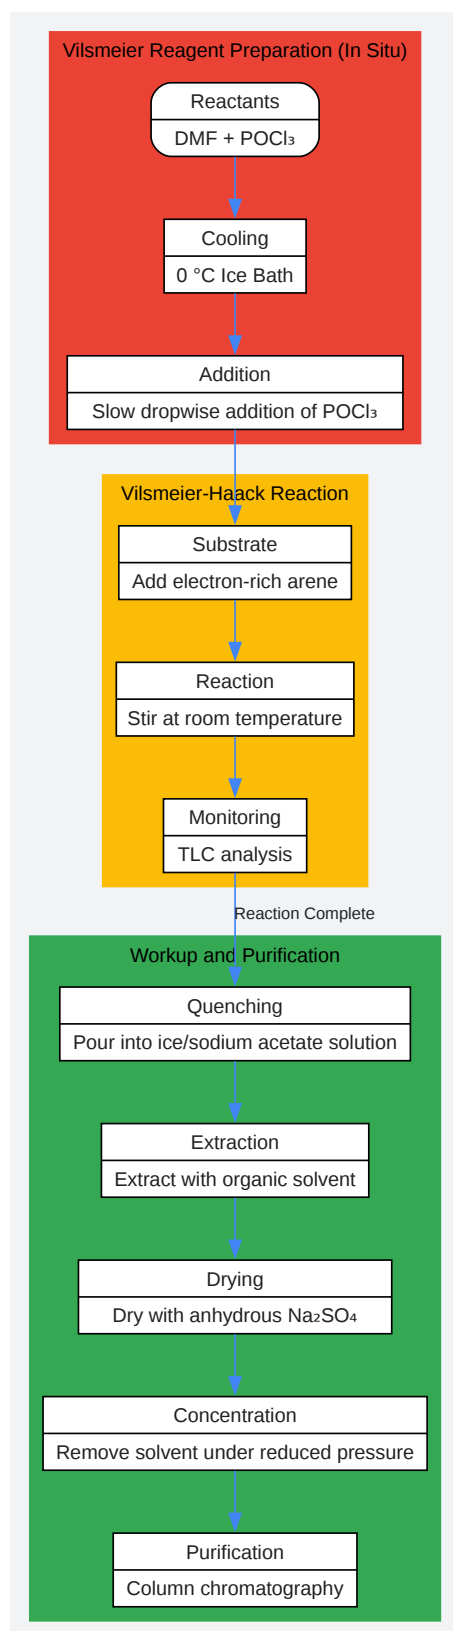 Vilsmeier Reagent Preparation (In Situ)
Reactants
DMF + POCl₃
Cooling
0 °C Ice Bath
Addition
Slow dropwise addition of POCl₃
Vilsmeier-Haack Reaction
Substrate
Add electron-rich arene
Reaction
Stir at room temperature
Monitoring
TLC analysis
Reaction Complete
Workup and Purification
Quenching
Pour into ice/sodium acetate solution
Extraction
Extract with organic solvent
Drying
Dry with anhydrous Na₂SO₄
Concentration
Remove solvent under reduced pressure
Purification
Column chromatography